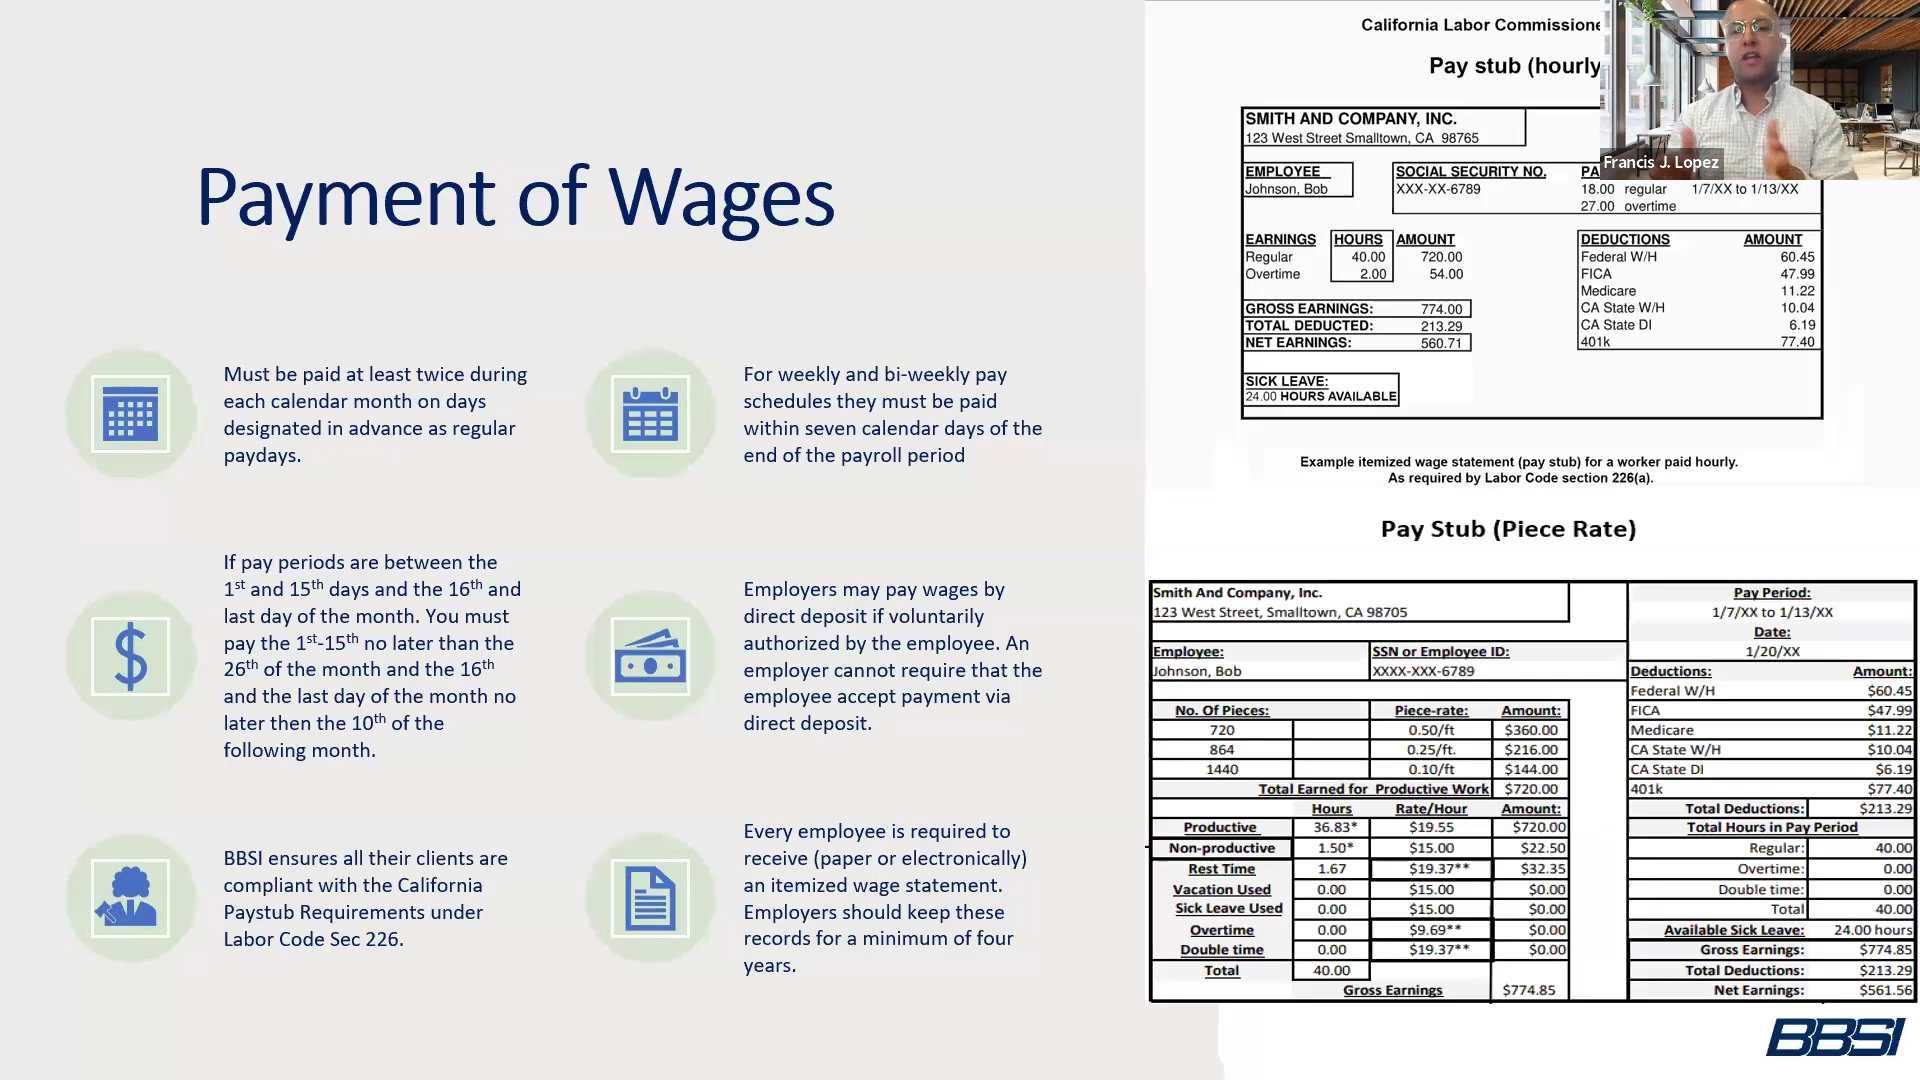 Payment of Wages
Must be paid at least twice during
each calendar month on days
designated in advance as regular
paydays.
For weekly and bi-weekly pay
schedules they must be paid
within seven calendar days of the
end of the payroll period
If pay periods are between the
1st and 15th days and the 16th and
last day of the month. You must
pay the 1st-15th no later than the
26th of the month and the 16th
and the last day of the month no
later then the 10th of the
following month.
Employers may pay wages by
direct deposit if voluntarily
authorized by the employee. An
employer cannot require that the
employee accept payment via
direct deposit.
BBSI ensures all their clients are
compliant with the California
Paystub Requirements under
Labor Code Sec 226.
Every employee is required to
receive (paper or electronically)
an itemized wage statement.
Employers should keep these
records for a minimum of four
years.
California Labor Commissione
Pay stub (hourly
Francis J. Lopez
SMITH AND COMPANY, INC.
123 West Street Smalltown, CA 98765
EMPLOYEE SOCIAL SECURITY NO. PA
Johnson, Bob XXX-XX-6789 18.00 regular 1/7/XX to 1/13/XX
27.00 overtime
EARNINGS HOURS AMOUNT DEDUCTIONS AMOUNT
Regular 40.00 720.00 Federal W/H 60.45
Overtime 2.00 54.00 FICA 47.99
Medicare 11.22
GROSS EARNINGS: 774.00 CA State W/H 10.04
TOTAL DEDUCTED: 213.29 CA State DI 6.19
NET EARNINGS: 560.71 401k 77.40
SICK LEAVE:
24.00 HOURS AVAILABLE
Example itemized wage statement (pay stub) for a worker paid hourly.
As required by Labor Code section 226(a).
Pay Stub (Piece Rate)
Smith And Company, Inc. Pay Period:
123 West Street, Smalltown, CA 98705 1/7/XX to 1/13/XX
Date:
Employee: SSN or Employee ID: 1/20/XX
Johnson, Bob XXXX-XXX-6789 Deductions: Amount:
Federal W/H $60.45
No. Of Pieces: Piece-rate: Amount: FICA $47.99
720 0.50/ft $360.00 Medicare $11.22
864 0.25/ft. $216.00 CA State W/H $10.04
1440 0.10/ft $144.00 CA State DI $6.19
Total Earned for Productive Work $720.00 401k $77.40
Hours Rate/Hour Amount: Total Deductions: $213.29
Productive 36.83* $19.55 $720.00 Total Hours in Pay Period
Non-productive 1.50* $15.00 $22.50 Regular: 40.00
Rest Time 1.67 $19.37** $32.35 Overtime: 0.00
Vacation Used 0.00 $15.00 $0.00 Double time: 0.00
Sick Leave Used 0.00 $15.00 $0.00 Total 40.00
Overtime 0.00 $9.69** $0.00 Available Sick Leave: 24.00 hours
Double time 0.00 $19.37** $0.00 Gross Earnings: $774.85
Total 40.00 Total Deductions: $213.29
Gross Earnings $774.85 Net Earnings: $561.56
BBSI